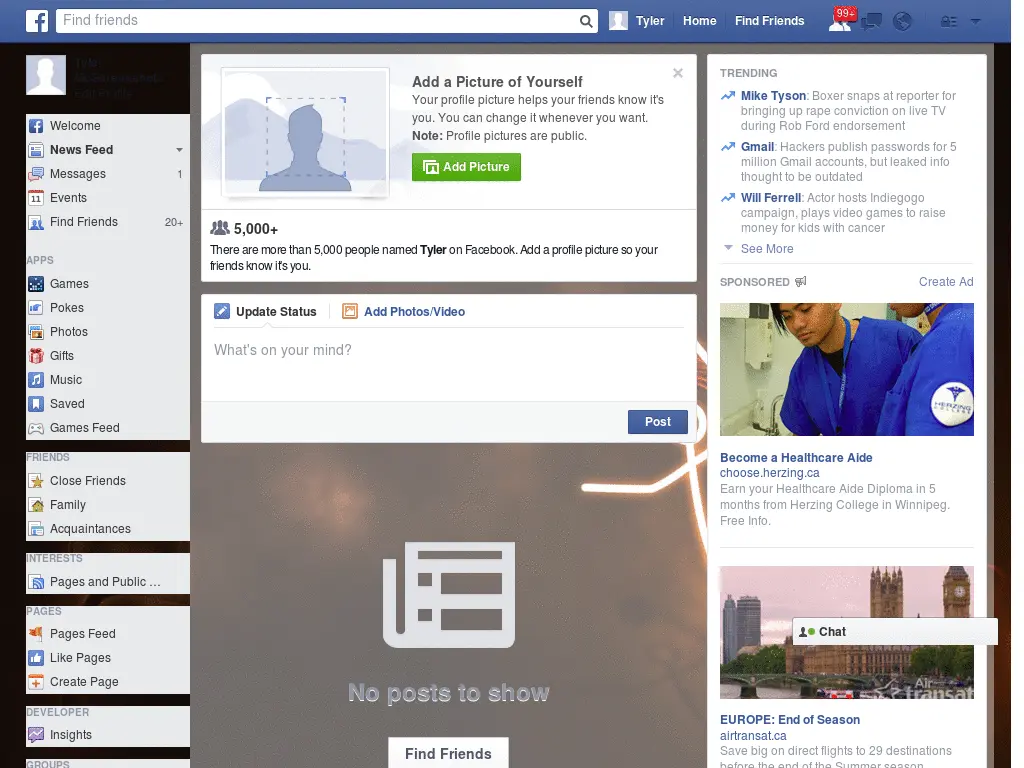 Find friends
Tyler
Home
Find Friends
99+
Tyler
Edit Profile
Welcome
News Feed
Messages
1
Events
Find Friends
20+
APPS
Games
Pokes
Photos
Gifts
Music
Saved
Games Feed
FRIENDS
Close Friends
Family
Acquaintances
INTERESTS
Pages and Public ...
PAGES
Pages Feed
Like Pages
Create Page
DEVELOPER
Insights
GROUPS
Add a Picture of Yourself
Your profile picture helps your friends know it's
you. You can change it whenever you want.
Note: Profile pictures are public.
Add Picture
5,000+
There are more than 5,000 people named Tyler on Facebook. Add a profile picture so your
friends know it's you.
Update Status
Add Photos/Video
What's on your mind?
Post
No posts to show
Find Friends
TRENDING
Mike Tyson: Boxer snaps at reporter for
bringing up rape conviction on live TV
during Rob Ford endorsement
Gmail: Hackers publish passwords for 5
million Gmail accounts, but leaked info
thought to be outdated
Will Ferrell: Actor hosts Indiegogo
campaign, plays video games to raise
money for kids with cancer
See More
SPONSORED
Create Ad
HERZING
COLLEGE
Become a Healthcare Aide
choose.herzing.ca
Earn your Healthcare Aide Diploma in 5
months from Herzing College in Winnipeg.
Free Info.
Chat
Air
transat
EUROPE: End of Season
airtransat.ca
Save big on direct flights to 29 destinations
before the end of the Summer season